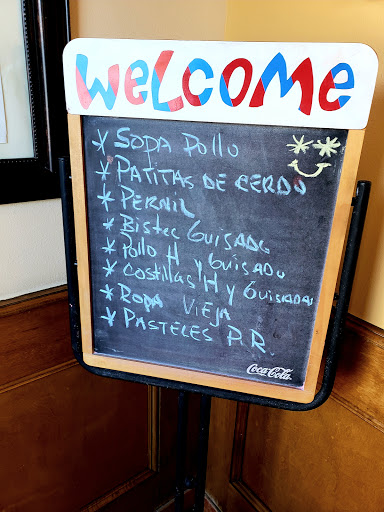 WeLCOMe
* SOPA Pollo
* PATITAS DE CERDO
* PERNIL
* Bistec Guisado
* Pollo H y Guisado
* Costillas H y Guisadas
* ROPA VIEJA
* PASTELES P.R.
Coca-Cola